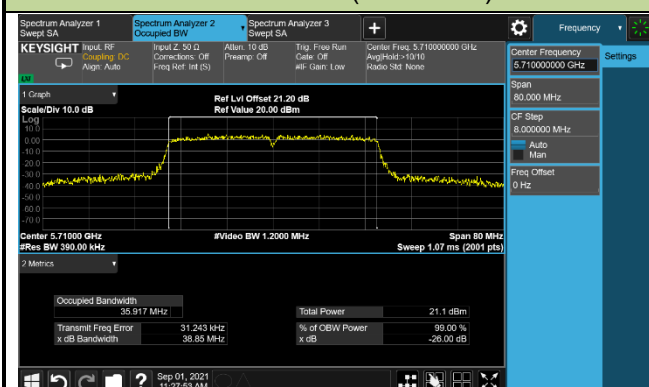 Spectrum Analyzer 1
Swept SA
Spectrum Analyzer 2
Occupied BW
Spectrum Analyzer 3
Swept SA
+
Frequency
KEYSIGHT
Input: RF
Coupling: DC
Align: Auto
Input Z: 50 Ω
Corrections: Off
Freq Ref: Int (S)
Atten: 10 dB
Preamp: Off
Trig: Free Run
Gate: Off
#IF Gain: Low
Center Freq: 5.710000000 GHz
Avg|Hold:>10/10
Radio Std: None
Center Frequency
5.710000000 GHz
Settings
Span
80.000 MHz
CF Step
8.000000 MHz
Auto
Man
Freq Offset
0 Hz
1 Graph
Scale/Div 10.0 dB
Ref Lvl Offset 21.20 dB
Ref Value 20.00 dBm
Log
10.0
0.00
-10.0
-20.0
-30.0
-40.0
-50.0
-60.0
-70.0
Center 5.71000 GHz
#Res BW 390.00 kHz
#Video BW 1.2000 MHz
Span 80 MHz
Sweep 1.07 ms (2001 pts)
2 Metrics
Occupied Bandwidth
35.917 MHz
Total Power
21.1 dBm
Transmit Freq Error
31.243 kHz
% of OBW Power
99.00 %
x dB Bandwidth
38.85 MHz
x dB
-26.00 dB
?
Sep 01, 2021
11:27:53 AM